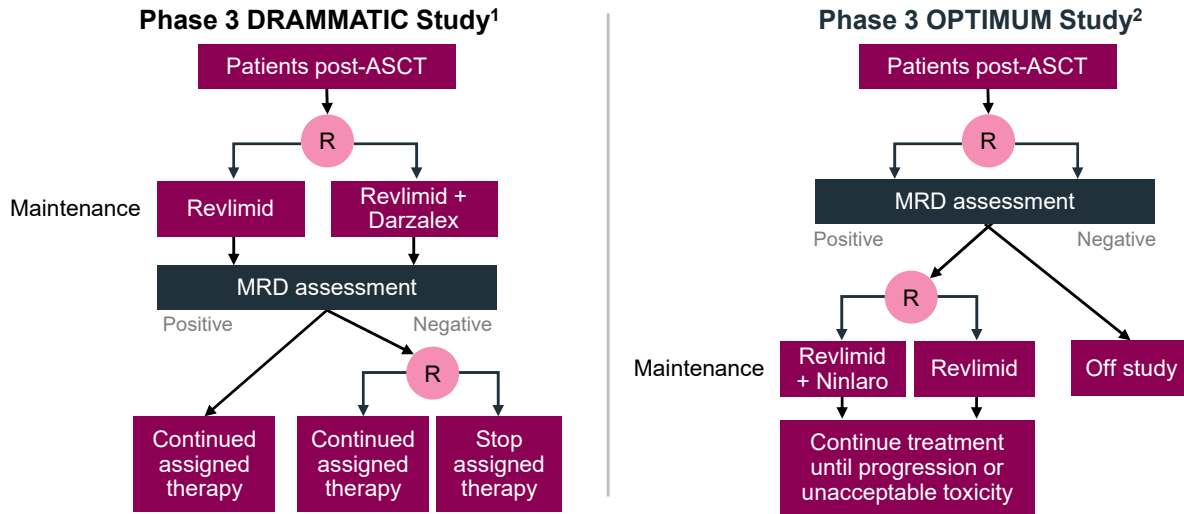 Phase 3 DRAMMATIC Study1
Patients post-ASCT
R
Maintenance
Revlimid
Revlimid +
Darzalex
MRD assessment
Positive
Negative
R
Continued
assigned
therapy
Continued
assigned
therapy
Stop
assigned
therapy
Phase 3 OPTIMUM Study2
Patients post-ASCT
R
MRD assessment
Positive
Negative
R
Maintenance
Revlimid
+ Ninlaro
Revlimid
Off study
Continue treatment
until progression or
unacceptable toxicity